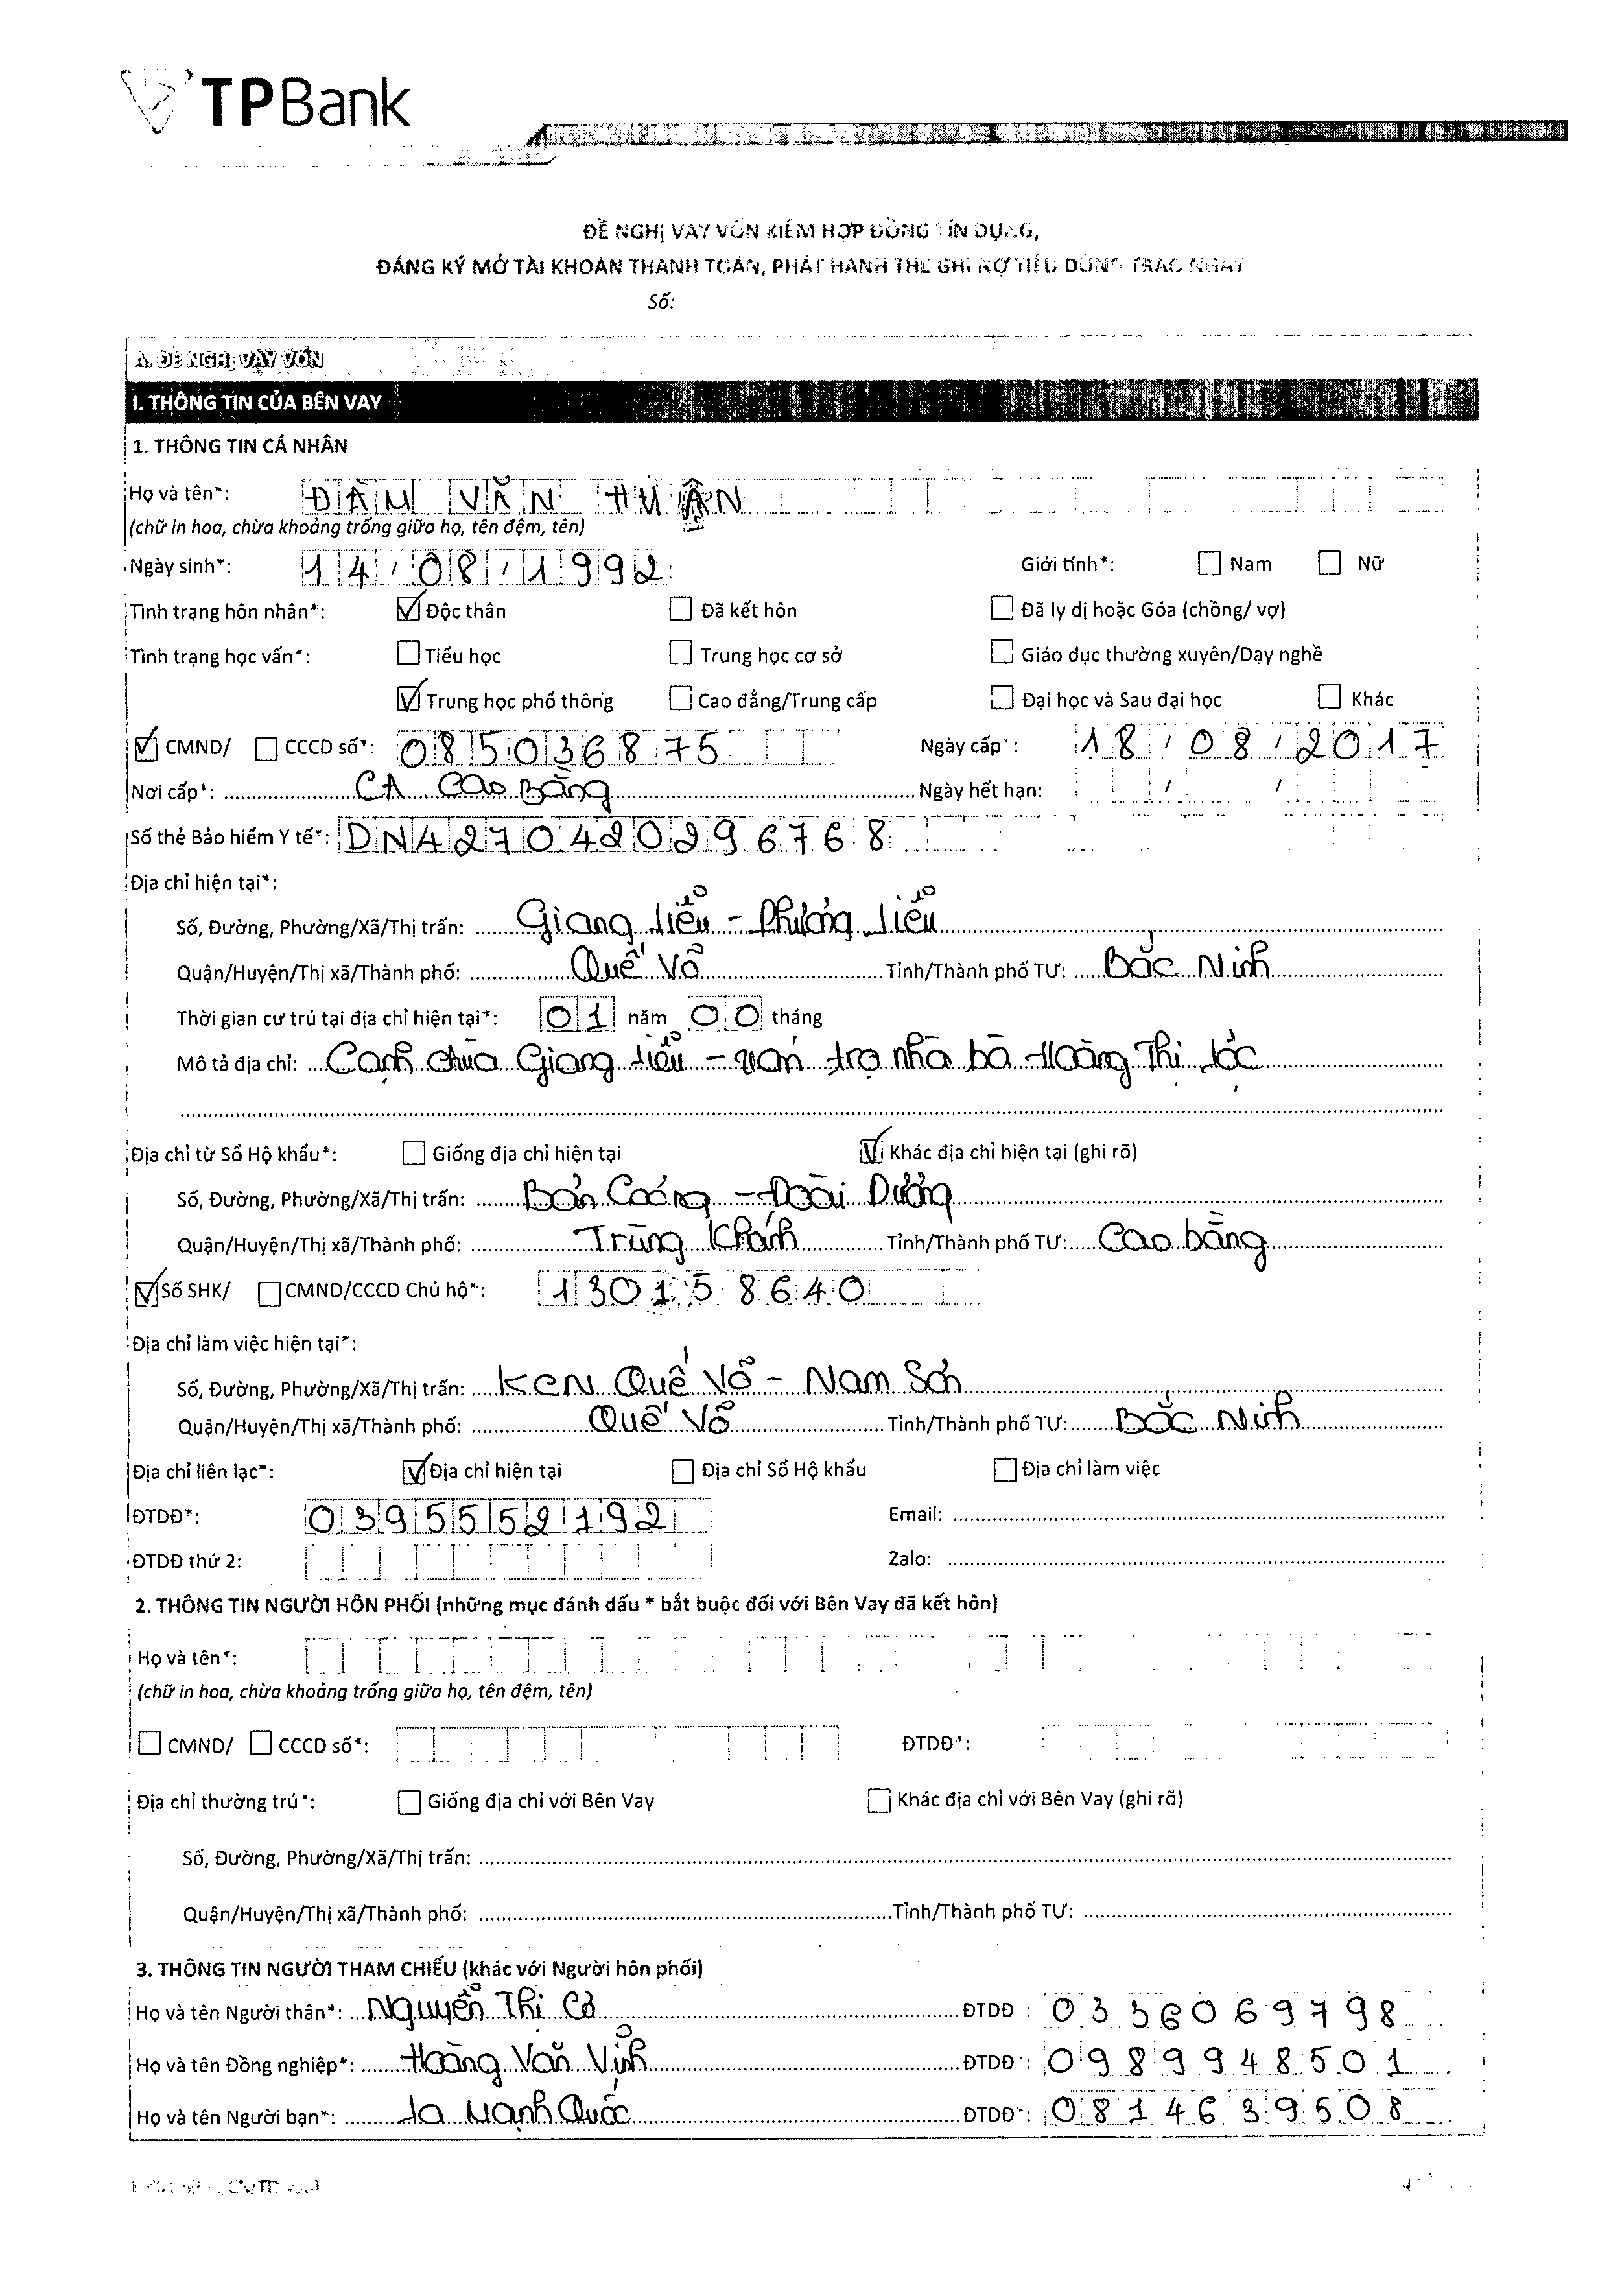 TPBank
ĐỀ NGHỊ VAY VỐN KIÊM HỢP ĐỒNG TÍN DỤNG,
ĐĂNG KÝ MỞ TÀI KHOẢN THANH TOÁN, PHÁT HÀNH THẺ GHI NỢ TIÊU DÙNG TRAO NGAY
Số:
A. ĐỀ NGHỊ VAY VỐN
I. THÔNG TIN CỦA BÊN VAY
1. THÔNG TIN CÁ NHÂN
Họ và tên*: ĐÀM VĂN HUÂN
(chữ in hoa, chừa khoảng trống giữa họ, tên đệm, tên)
Ngày sinh*: 14/08/1992 Giới tính*: Nam Nữ
Tình trạng hôn nhân*: Độc thân Đã kết hôn Đã ly dị hoặc Góa (chồng/ vợ)
Tình trạng học vấn*: Tiểu học Trung học cơ sở Giáo dục thường xuyên/Dạy nghề
Trung học phổ thông Cao đẳng/Trung cấp Đại học và Sau đại học Khác
CMND/ CCCD số*: 0850368 75 Ngày cấp*: 18/08/2017
Nơi cấp*: CA Cao Bằng Ngày hết hạn:
Số thẻ Bảo hiểm Y tế*: DN4270420296768
Địa chỉ hiện tại*:
Số, Đường, Phường/Xã/Thị trấn: Giang Liễu - Phương Liễu
Quận/Huyện/Thị xã/Thành phố: Quế Võ Tỉnh/Thành phố TƯ: Bắc Ninh
Thời gian cư trú tại địa chỉ hiện tại*: 01 năm 00 tháng
Mô tả địa chỉ: Cạnh chùa Giang Liễu - xóm trọ nhà bà Hoàng Thị Lộc
Địa chỉ từ Sổ Hộ khẩu*: Giống địa chỉ hiện tại Khác địa chỉ hiện tại (ghi rõ)
Số, Đường, Phường/Xã/Thị trấn: Bản Coóng - Đoài Dương
Quận/Huyện/Thị xã/Thành phố: Trùng Khánh Tỉnh/Thành phố TƯ: Cao bằng
Số SHK/ CMND/CCCD Chủ hộ*: 130158640
Địa chỉ làm việc hiện tại*:
Số, Đường, Phường/Xã/Thị trấn: KCN Quế Võ - Nam Sơn
Quận/Huyện/Thị xã/Thành phố: Quế Võ Tỉnh/Thành phố TƯ: Bắc Ninh
Địa chỉ liên lạc*: Địa chỉ hiện tại Địa chỉ Sổ Hộ khẩu Địa chỉ làm việc
ĐTDĐ*: 0395552192 Email:
ĐTDĐ thứ 2: Zalo:
2. THÔNG TIN NGƯỜI HÔN PHỐI (những mục đánh dấu * bắt buộc đối với Bên Vay đã kết hôn)
Họ và tên*:
(chữ in hoa, chừa khoảng trống giữa họ, tên đệm, tên)
CMND/ CCCD số*: ĐTDĐ*:
Địa chỉ thường trú*: Giống địa chỉ với Bên Vay Khác địa chỉ với Bên Vay (ghi rõ)
Số, Đường, Phường/Xã/Thị trấn:
Quận/Huyện/Thị xã/Thành phố: Tỉnh/Thành phố TƯ:
3. THÔNG TIN NGƯỜI THAM CHIẾU (khác với Người hôn phối)
Họ và tên Người thân*: Nguyễn Thị Cở ĐTDĐ*: 0336069798
Họ và tên Đồng nghiệp*: Hoàng Văn Vịnh ĐTDĐ*: 0989948501
Họ và tên Người bạn*: Mạnh Quốc ĐTDĐ*: 0814639508